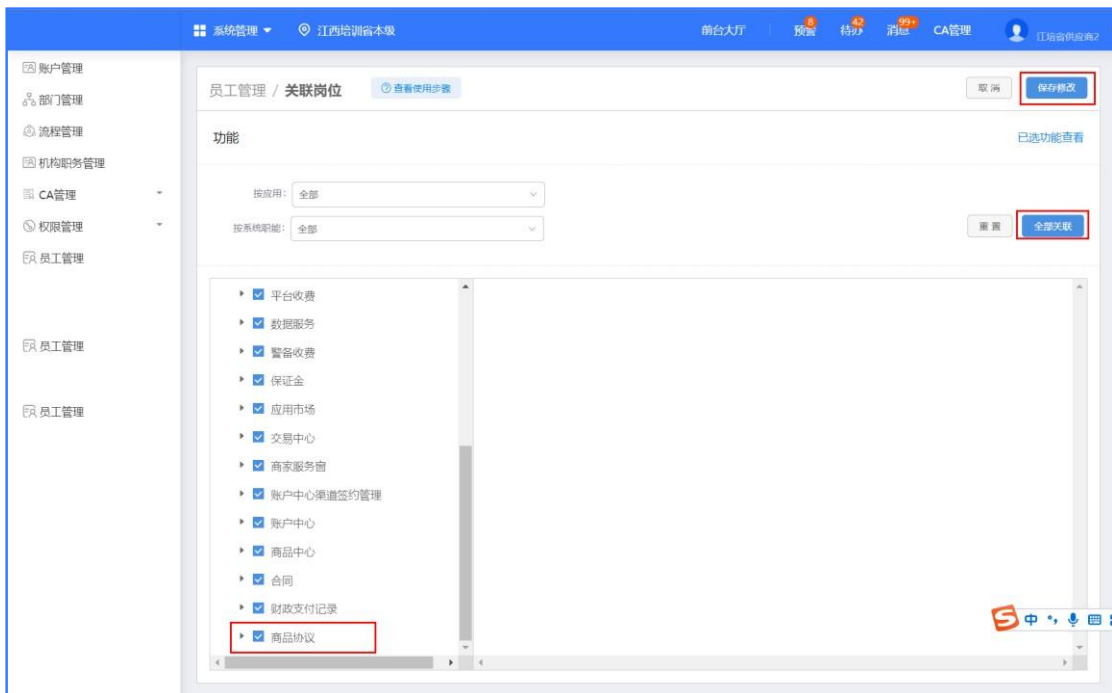 系统管理 江西培训省本级 前台大厅 预警 8 待办 42 消息 99+ CA管理 江培省供应商2
账户管理
部门管理
流程管理
机构职务管理
CA管理
权限管理
员工管理
员工管理
员工管理
员工管理 / 关联岗位 查看使用步骤 取消 保存修改
功能 已选功能查看
按应用: 全部
按系统职能: 全部 重置 全部关联
平台收费
数据服务
警备收费
保证金
应用市场
交易中心
商家服务窗
账户中心渠道签约管理
账户中心
商品中心
合同
财政支付记录
商品协议
中